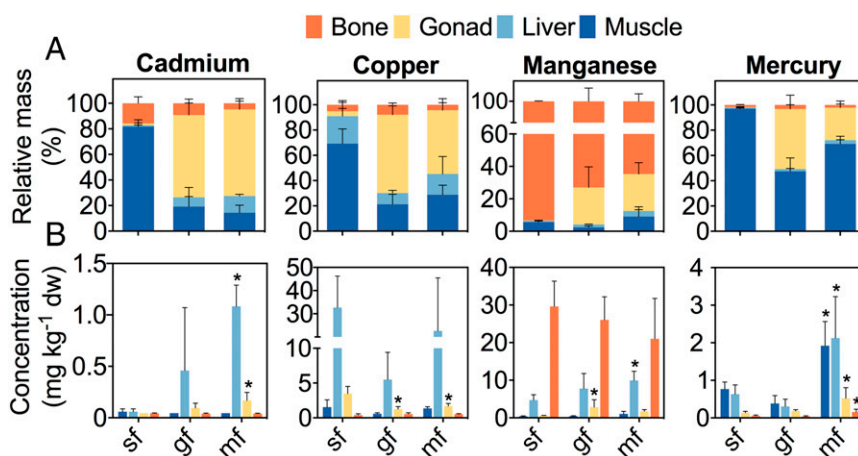 Bone Gonad Liver Muscle
A
Cadmium Copper Manganese Mercury
Relative mass
(%)
100 80 60 40 20 0
100 80 60 40 20 0
100 60 40 20 0
100 80 60 40 20 0
B
Concentration
(mg kg⁻¹ dw)
1.5 1.0 0.5 0
50 40 30 20 10 5 0
40 30 20 10 0
4 3 2 1 0
* *
* *
* *
* * * *
sf gf mf sf gf mf sf gf mf sf gf mf